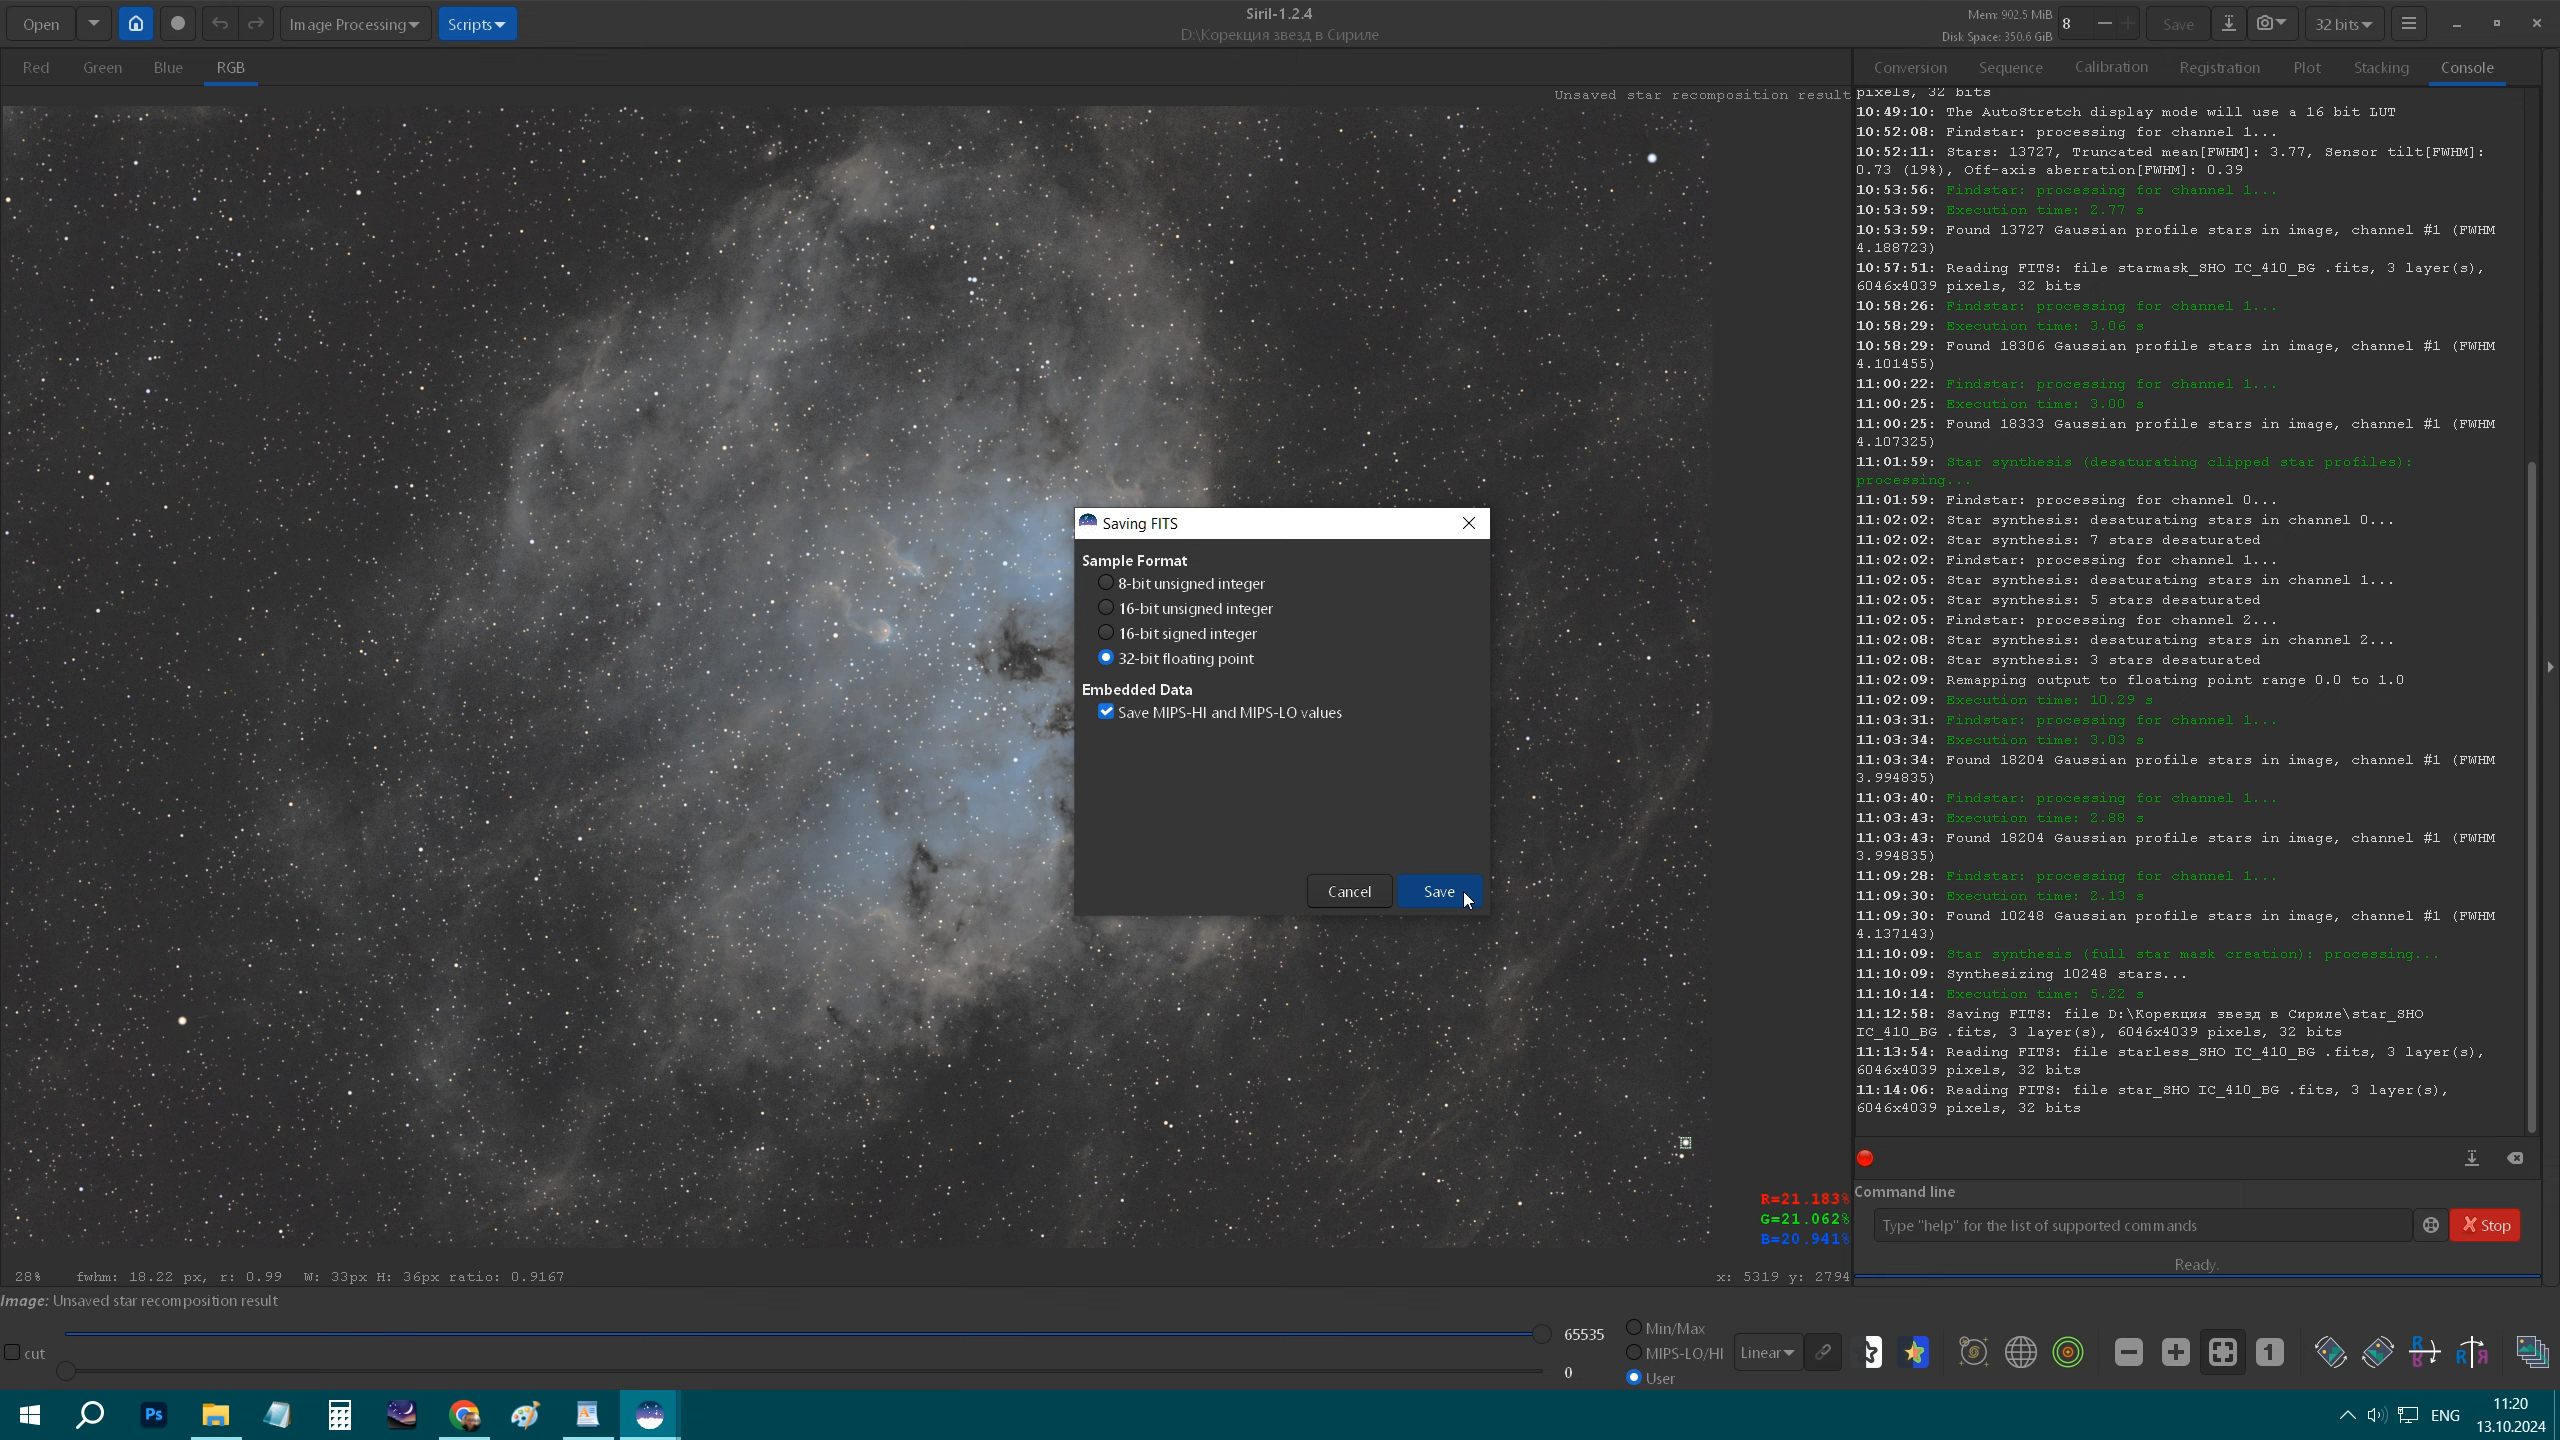 Open
Image Processing
Scripts
Siril-1.2.4
D:\Корекция звезд в Сириле
Mem: 902.5 MiB
Disk Space: 350.6 GiB
8
Save
32 bits
Red Green Blue RGB
Conversion Sequence Calibration Registration Plot Stacking Console
Unsaved star recomposition result
pixels, 32 bits
10:49:10: The AutoStretch display mode will use a 16 bit LUT
10:52:08: Findstar: processing for channel 1...
10:52:11: Stars: 13727, Truncated mean[FWHM]: 3.77, Sensor tilt[FWHM]:
0.73 (19%), Off-axis aberration[FWHM]: 0.39
10:53:56: Findstar: processing for channel 1...
10:53:59: Execution time: 2.77 s
10:53:59: Found 13727 Gaussian profile stars in image, channel #1 (FWHM
4.188723)
10:57:51: Reading FITS: file starmask_SHO IC_410_BG .fits, 3 layer(s),
6046x4039 pixels, 32 bits
10:58:26: Findstar: processing for channel 1...
10:58:29: Execution time: 3.06 s
10:58:29: Found 18306 Gaussian profile stars in image, channel #1 (FWHM
4.101455)
11:00:22: Findstar: processing for channel 1...
11:00:25: Execution time: 3.00 s
11:00:25: Found 18333 Gaussian profile stars in image, channel #1 (FWHM
4.107325)
11:01:59: Star synthesis (desaturating clipped star profiles):
processing...
11:01:59: Findstar: processing for channel 0...
11:02:02: Star synthesis: desaturating stars in channel 0...
11:02:02: Star synthesis: 7 stars desaturated
11:02:02: Findstar: processing for channel 1...
11:02:05: Star synthesis: desaturating stars in channel 1...
11:02:05: Star synthesis: 5 stars desaturated
11:02:05: Findstar: processing for channel 2...
11:02:08: Star synthesis: desaturating stars in channel 2...
11:02:08: Star synthesis: 3 stars desaturated
11:02:09: Remapping output to floating point range 0.0 to 1.0
11:02:09: Execution time: 10.29 s
11:03:31: Findstar: processing for channel 1...
11:03:34: Execution time: 3.03 s
11:03:34: Found 18204 Gaussian profile stars in image, channel #1 (FWHM
3.994835)
11:03:40: Findstar: processing for channel 1...
11:03:43: Execution time: 2.88 s
11:03:43: Found 18204 Gaussian profile stars in image, channel #1 (FWHM
3.994835)
11:09:28: Findstar: processing for channel 1...
11:09:30: Execution time: 2.13 s
11:09:30: Found 10248 Gaussian profile stars in image, channel #1 (FWHM
4.137143)
11:10:09: Star synthesis (full star mask creation): processing...
11:10:09: Synthesizing 10248 stars...
11:10:14: Execution time: 5.22 s
11:12:58: Saving FITS: file D:\Корекция звезд в Сириле\star_SHO
IC_410_BG .fits, 3 layer(s), 6046x4039 pixels, 32 bits
11:13:54: Reading FITS: file starless_SHO IC_410_BG .fits, 3 layer(s),
6046x4039 pixels, 32 bits
11:14:06: Reading FITS: file star_SHO IC_410_BG .fits, 3 layer(s),
6046x4039 pixels, 32 bits
Saving FITS
Sample Format
8-bit unsigned integer
16-bit unsigned integer
16-bit signed integer
32-bit floating point
Embedded Data
Save MIPS-HI and MIPS-LO values
Cancel
Save
R=21.183%
G=21.062%
B=20.941%
Command line
Type "help" for the list of supported commands
Stop
Ready.
28% fwhm: 18.22 px, r: 0.99 W: 33px H: 36px ratio: 0.9167
x: 5319 y: 2794
Image: Unsaved star recomposition result
cut
65535
0
Min/Max
MIPS-LO/HI
User
Linear
1
R
R
R R
Ps
ENG
11:20
13.10.2024